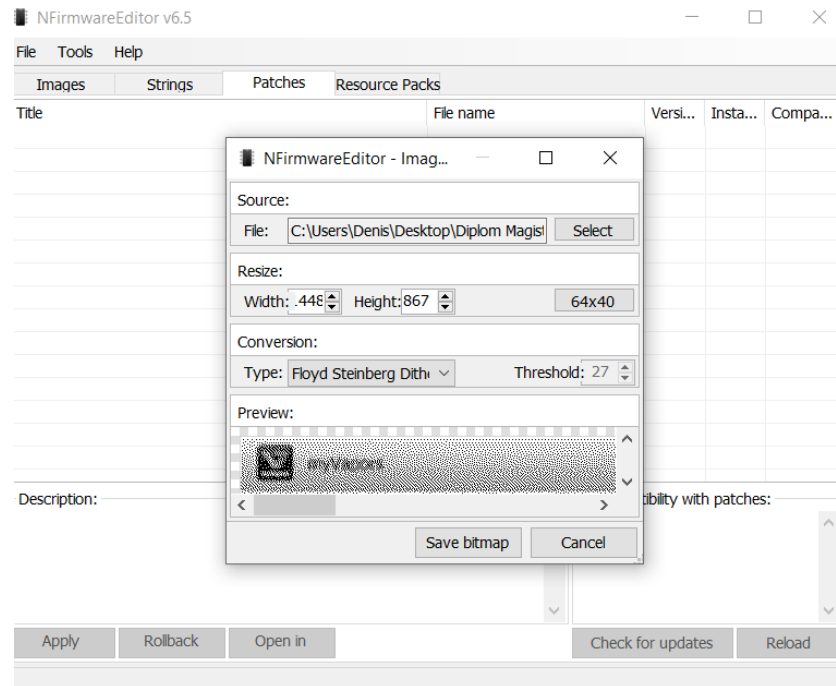 NFirmwareEditor v6.5
File Tools Help
Images Strings Patches Resource Packs
Title File name Versi... Insta... Compa...
NFirmwareEditor - Imag...
Source:
File: C:\Users\Denis\Desktop\Diplom Magist Select
Resize:
Width: .448 Height: 867 64x40
Conversion:
Type: Floyd Steinberg Dith Threshold: 27
Preview:
myVapors
Save bitmap Cancel
Description: tibility with patches:
Apply Rollback Open in Check for updates Reload